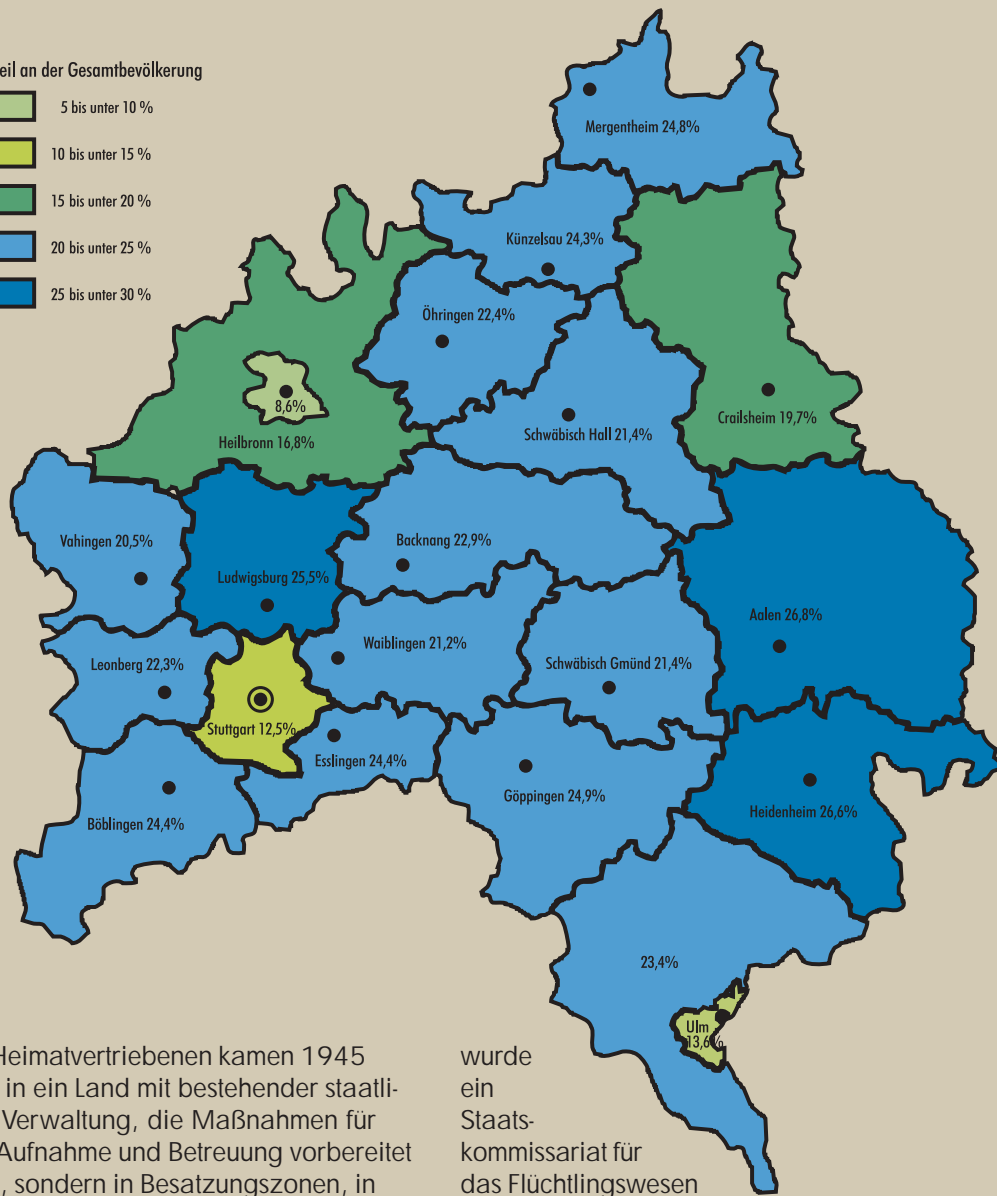 eil an der Gesamtbevölkerung
5 bis unter 10 %
10 bis unter 15 %
15 bis unter 20 %
20 bis unter 25 %
25 bis unter 30 %
Mergentheim 24,8%
Künzelsau 24,3%
Öhringen 22,4%
8,6%
Heilbronn 16,8%
Schwäbisch Hall 21,4%
Crailsheim 19,7%
Vahingen 20,5%
Ludwigsburg 25,5%
Backnang 22,9%
Aalen 26,8%
Leonberg 22,3%
Waiblingen 21,2%
Schwäbisch Gmünd 21,4%
Stuttgart 12,5%
Esslingen 24,4%
Göppingen 24,9%
Heidenheim 26,6%
Böblingen 24,4%
23,4%
Ulm
13,6%
Heimatvertriebenen kamen 1945
in ein Land mit bestehender staatli-
Verwaltung, die Maßnahmen für
Aufnahme und Betreuung vorbereitet
, sondern in Besatzungszonen, in
wurde
ein
Staats-
kommissariat für
das Flüchtlingswesen